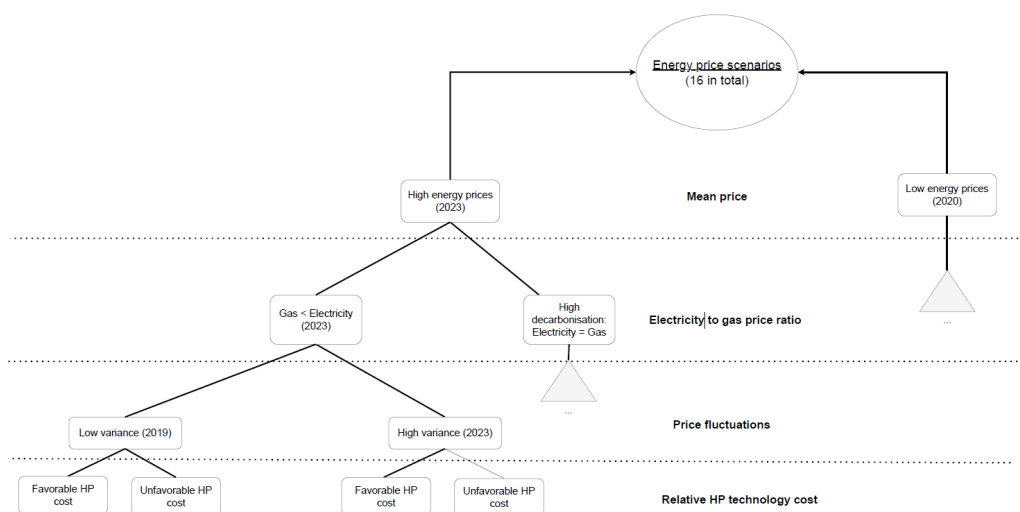 Energy price scenarios
(16 in total)
High energy prices
(2023)
Mean price
Low energy prices
(2020)
Gas < Electricity
(2023)
High
decarbonisation:
Electricity = Gas
Electricity to gas price ratio
...
...
Low variance (2019)
High variance (2023)
Price fluctuations
Favorable HP
cost
Unfavorable HP
cost
Favorable HP
cost
Unfavorable HP
cost
Relative HP technology cost